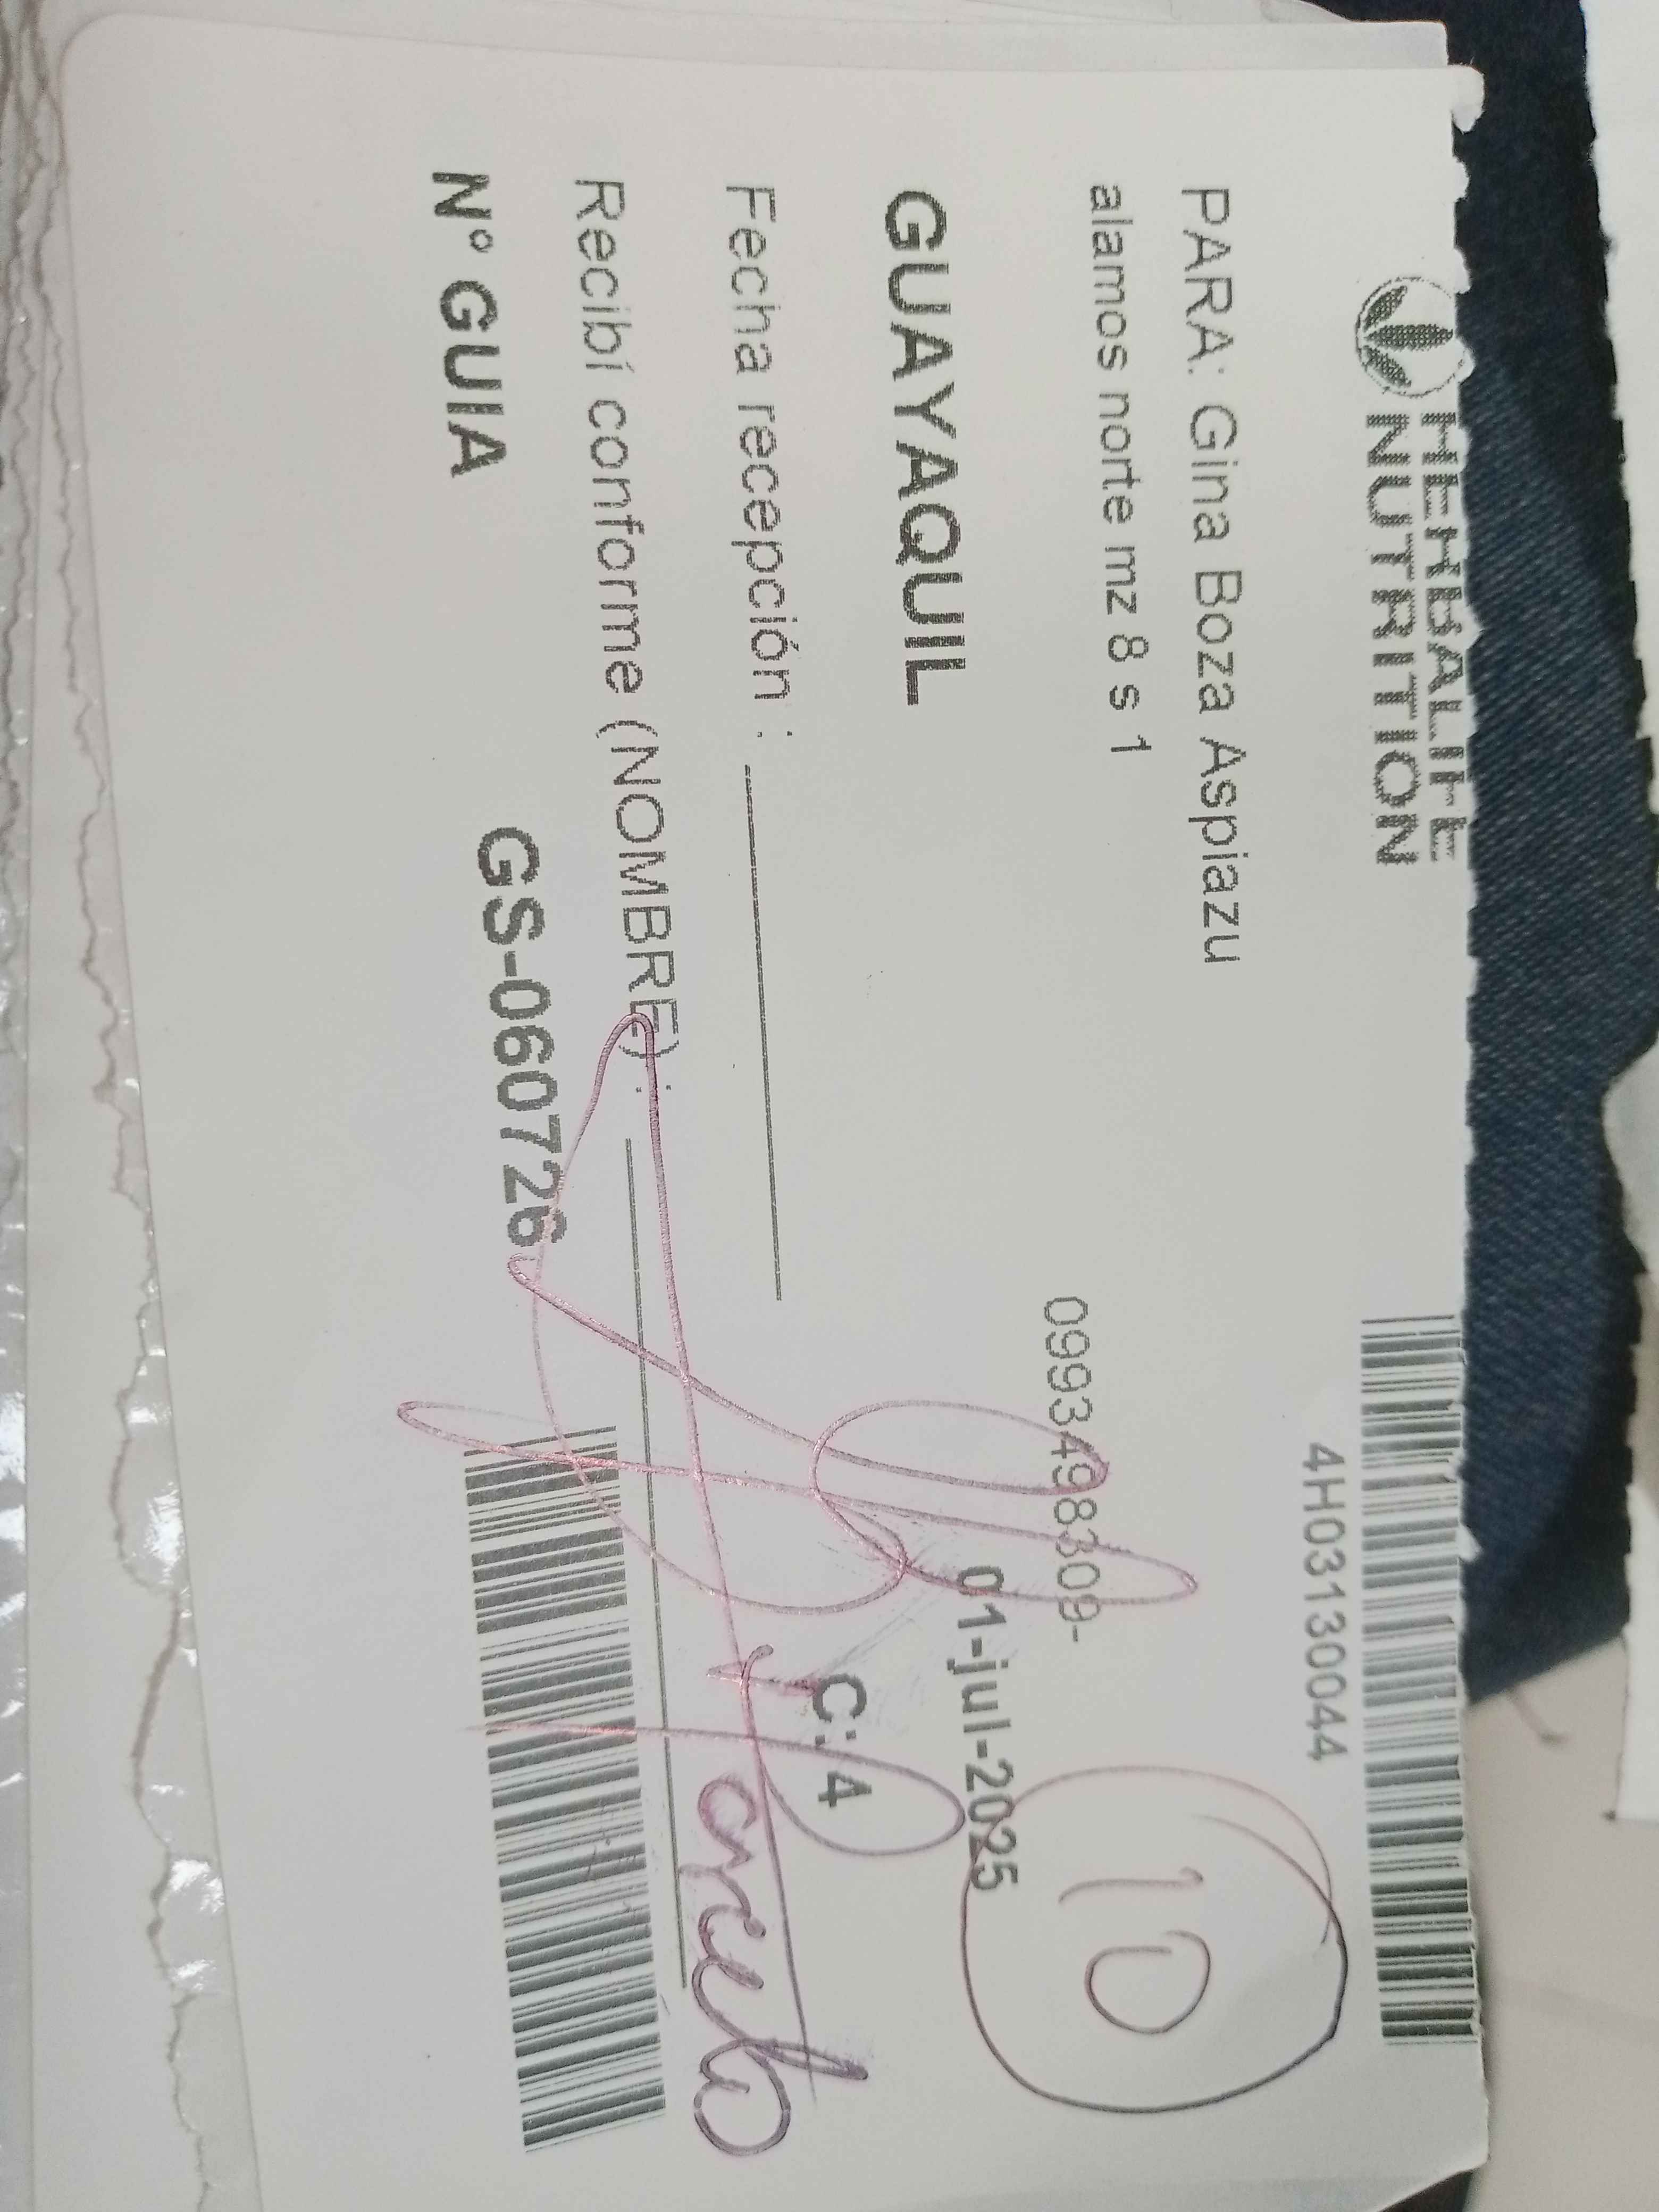 HERBALIFE
NUTRITION
4H03130044
PARA: Gina Boza Aspiazu
10
alamos norte mz 8 s 1
0993498309-
GUAYAQUIL
01-jul-2025
C: 4
Fecha recepción :
Recibí conforme (NOMBRE) :
N° GUIA
GS-060726